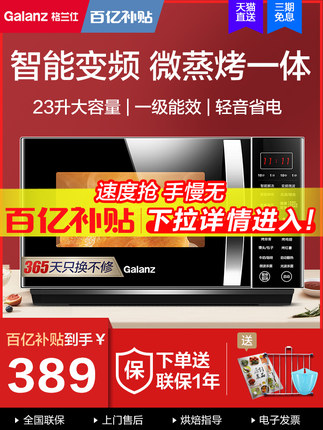 Galanz 格兰仕 百亿补贴 天猫直送 三期免息
智能变频 微蒸烤一体
23升大容量 | 一级能效 | 轻音省电
速度抢 手慢无
百亿补贴 下拉详情进入!
365天只换不修
Galanz
百亿补贴到手 ¥
389
保
下单送
联保1年
送
全国联保 上门售后 烘焙指导 电子发票